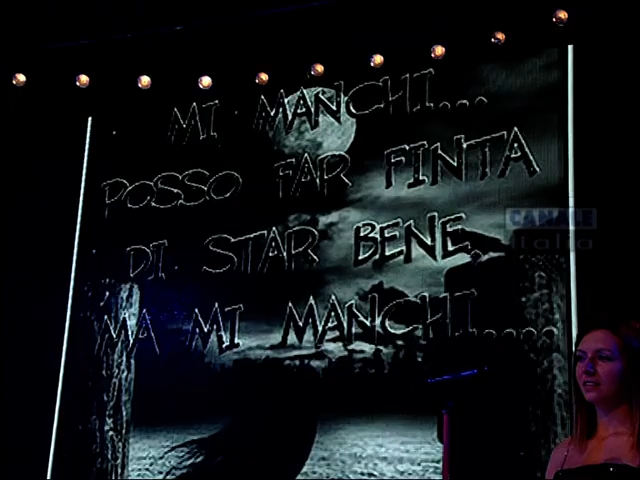 MI MANCHI...
POSSO FAR FINTA
DI STAR BENE,
MA MI MANCHI....
CANALE
Italia